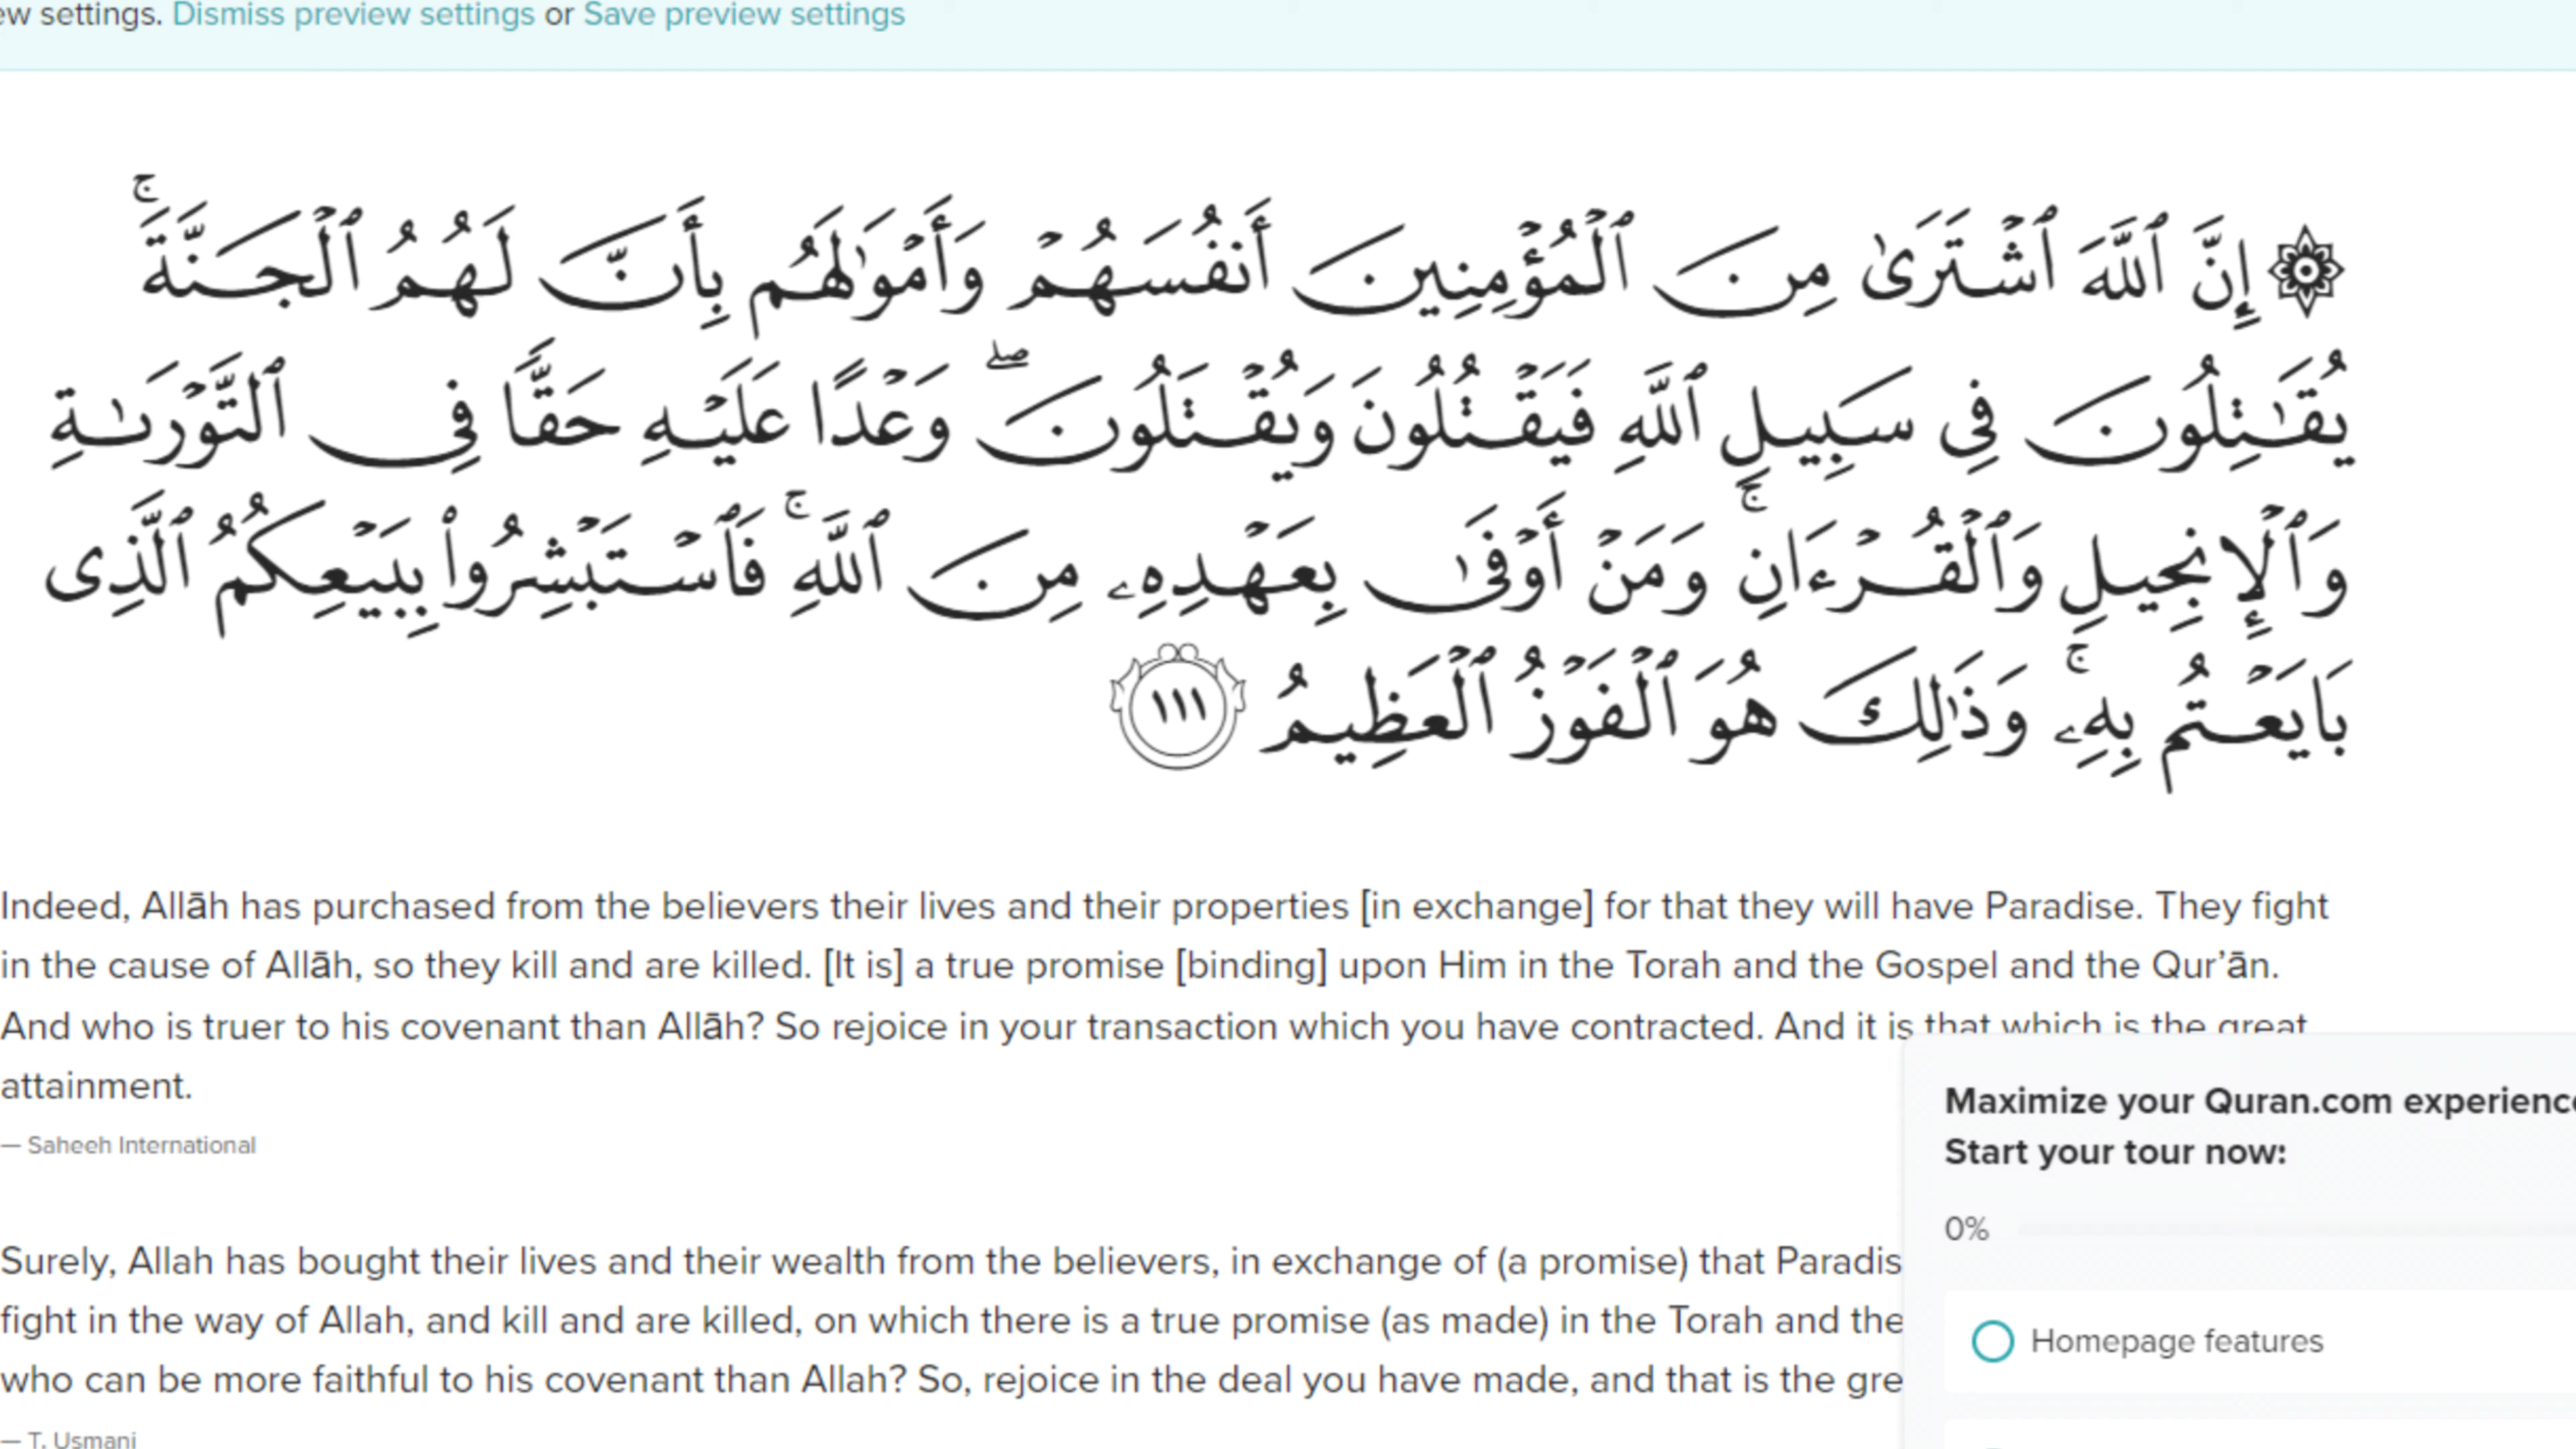 ew settings. Dismiss preview settings or Save preview settings
۞ إِنَّ ٱللَّهَ ٱشْتَرَىٰ مِنَ ٱلْمُؤْمِنِينَ أَنفُسَهُمْ وَأَمْوَٰلَهُم بِأَنَّ لَهُمُ ٱلْجَنَّةَ ۚ
يُقَـٰتِلُونَ فِى سَبِيلِ ٱللَّهِ فَيَقْتُلُونَ وَيُقْتَلُونَ ۖ وَعْدًا عَلَيْهِ حَقًّا فِى ٱلتَّوْرَىٰةِ
وَٱلْإِنجِيلِ وَٱلْقُرْءَانِ ۚ وَمَنْ أَوْفَىٰ بِعَهْدِهِۦ مِنَ ٱللَّهِ ۚ فَٱسْتَبْشِرُوا۟ بِبَيْعِكُمُ ٱلَّذِى
بَايَعْتُم بِهِۦ ۚ وَذَٰلِكَ هُوَ ٱلْفَوْزُ ٱلْعَظِيمُ ١١١
Indeed, Allāh has purchased from the believers their lives and their properties [in exchange] for that they will have Paradise. They fight
in the cause of Allāh, so they kill and are killed. [It is] a true promise [binding] upon Him in the Torah and the Gospel and the Qur’ān.
And who is truer to his covenant than Allāh? So rejoice in your transaction which you have contracted. And it is that which is the great
attainment.
— Saheeh International
Surely, Allah has bought their lives and their wealth from the believers, in exchange of (a promise) that Paradis
fight in the way of Allah, and kill and are killed, on which there is a true promise (as made) in the Torah and the
who can be more faithful to his covenant than Allah? So, rejoice in the deal you have made, and that is the gre
— T. Usmani
Maximize your Quran.com experience
Start your tour now:
0%
Homepage features